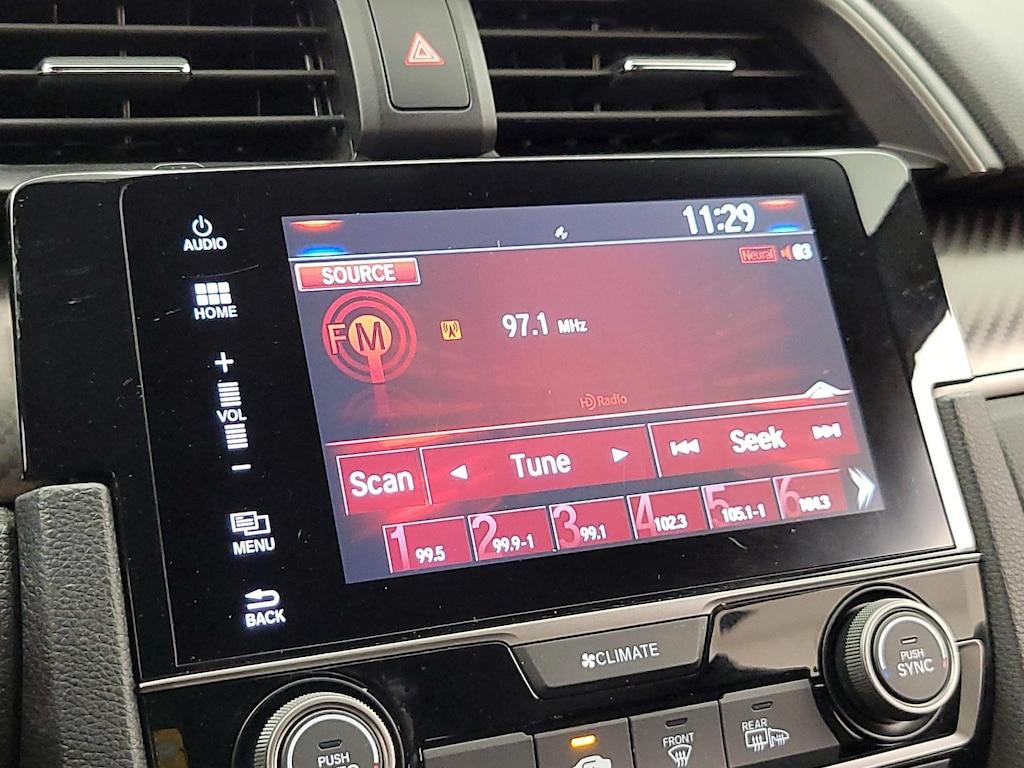 AUDIO
HOME
+
VOL
−
MENU
BACK
11:29
SOURCE
Neural
FM
97.1 MHz
HD Radio
Scan
Tune
Seek
1 99.5
2 99.9-1
3 99.1
4 102.3
5 105.1-1
6 104.3
CLIMATE
PUSH
SYNC
PUSH
FRONT
REAR